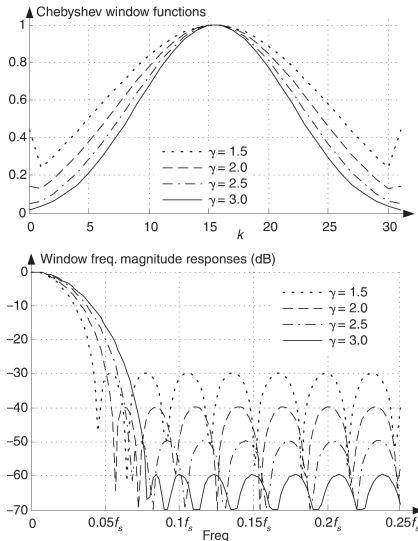 Chebyshev window functions
1
0.8
0.6
0.4
0.2
0
γ = 1.5
γ = 2.0
γ = 2.5
γ = 3.0
0 5 10 15 20 25 30
k
Window freq. magnitude responses (dB)
0
−10
−20
−30
−40
−50
−60
−70
γ = 1.5
γ = 2.0
γ = 2.5
γ = 3.0
0 0.05fs 0.1fs 0.15fs 0.2fs 0.25fs
Freq